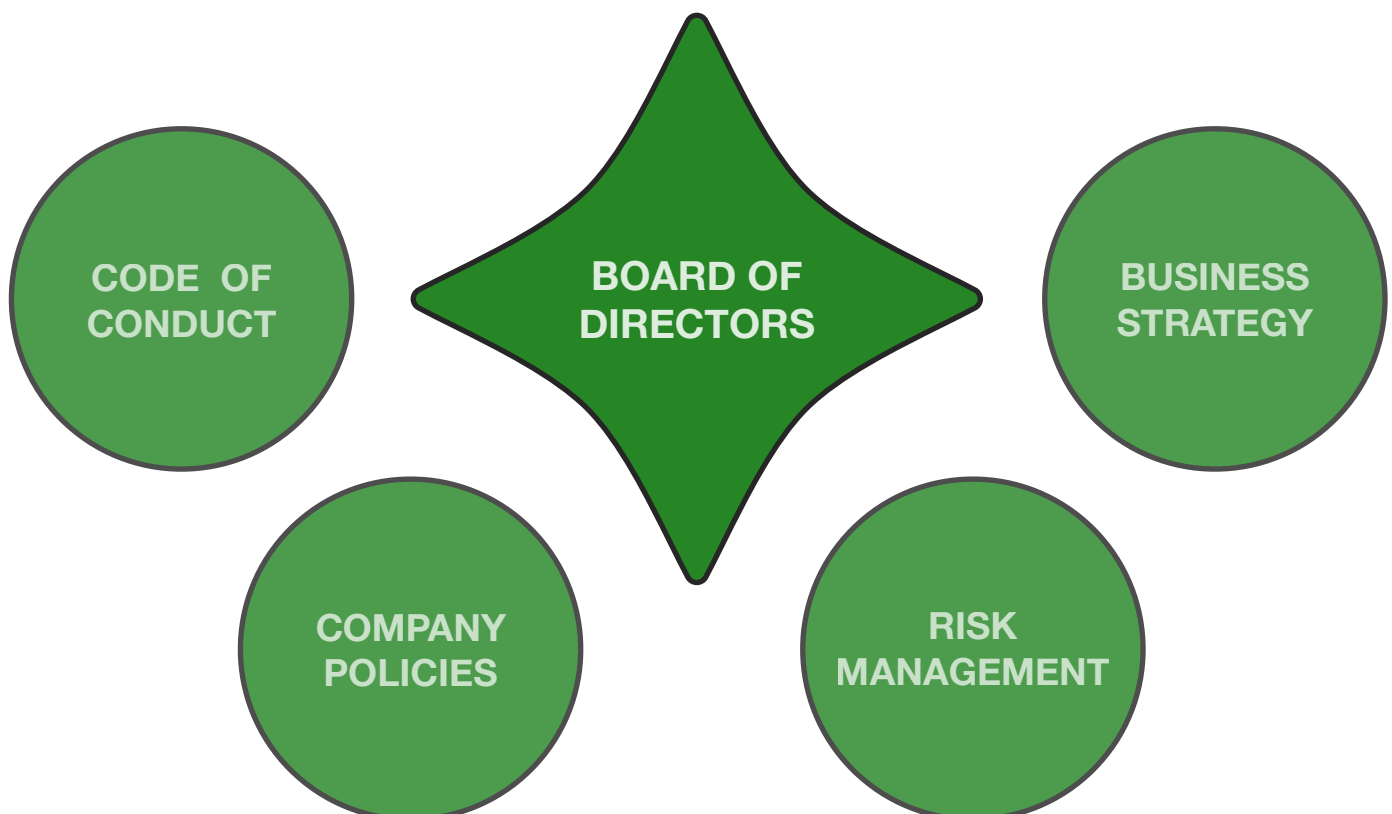 CODE OF
CONDUCT
BOARD OF
DIRECTORS
BUSINESS
STRATEGY
COMPANY
POLICIES
RISK
MANAGEMENT